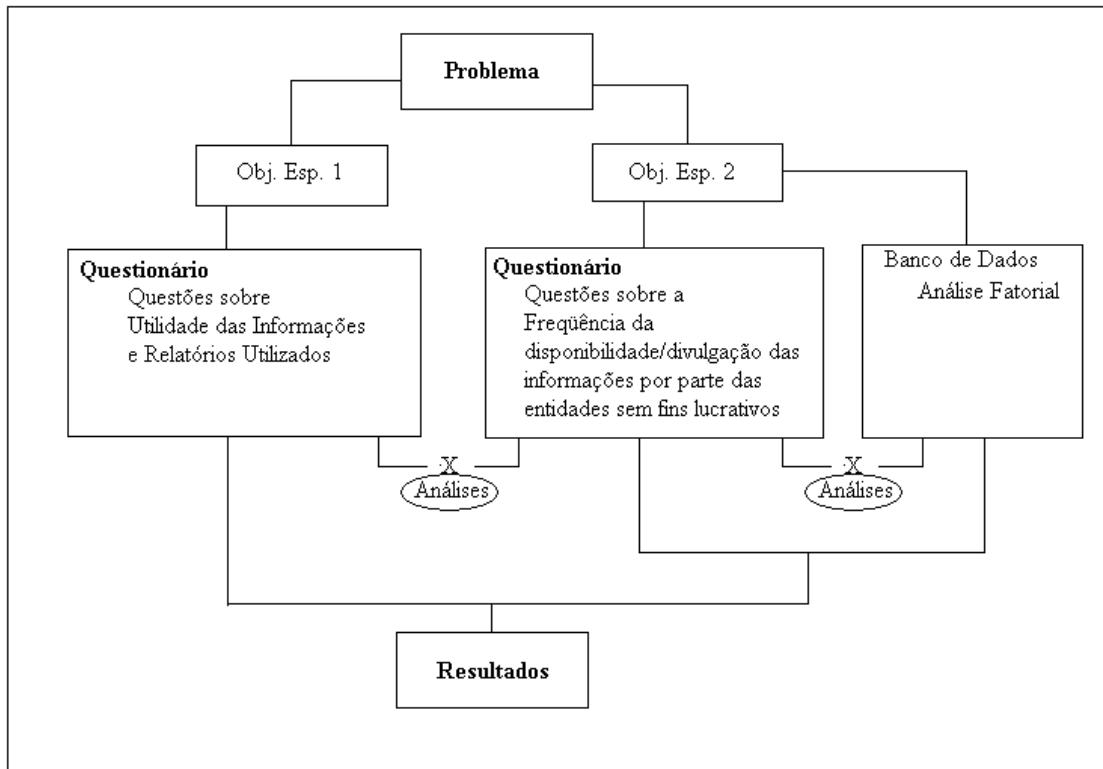 Problema
Obj. Esp. 1
Obj. Esp. 2
Questionário
Questões sobre
Utilidade das Informações
e Relatórios Utilizados
Questionário
Questões sobre a
Freqüência da
disponibilidade/divulgação das
informações por parte das
entidades sem fins lucrativos
Banco de Dados
Análise Fatorial
X
Análises
X
Análises
Resultados